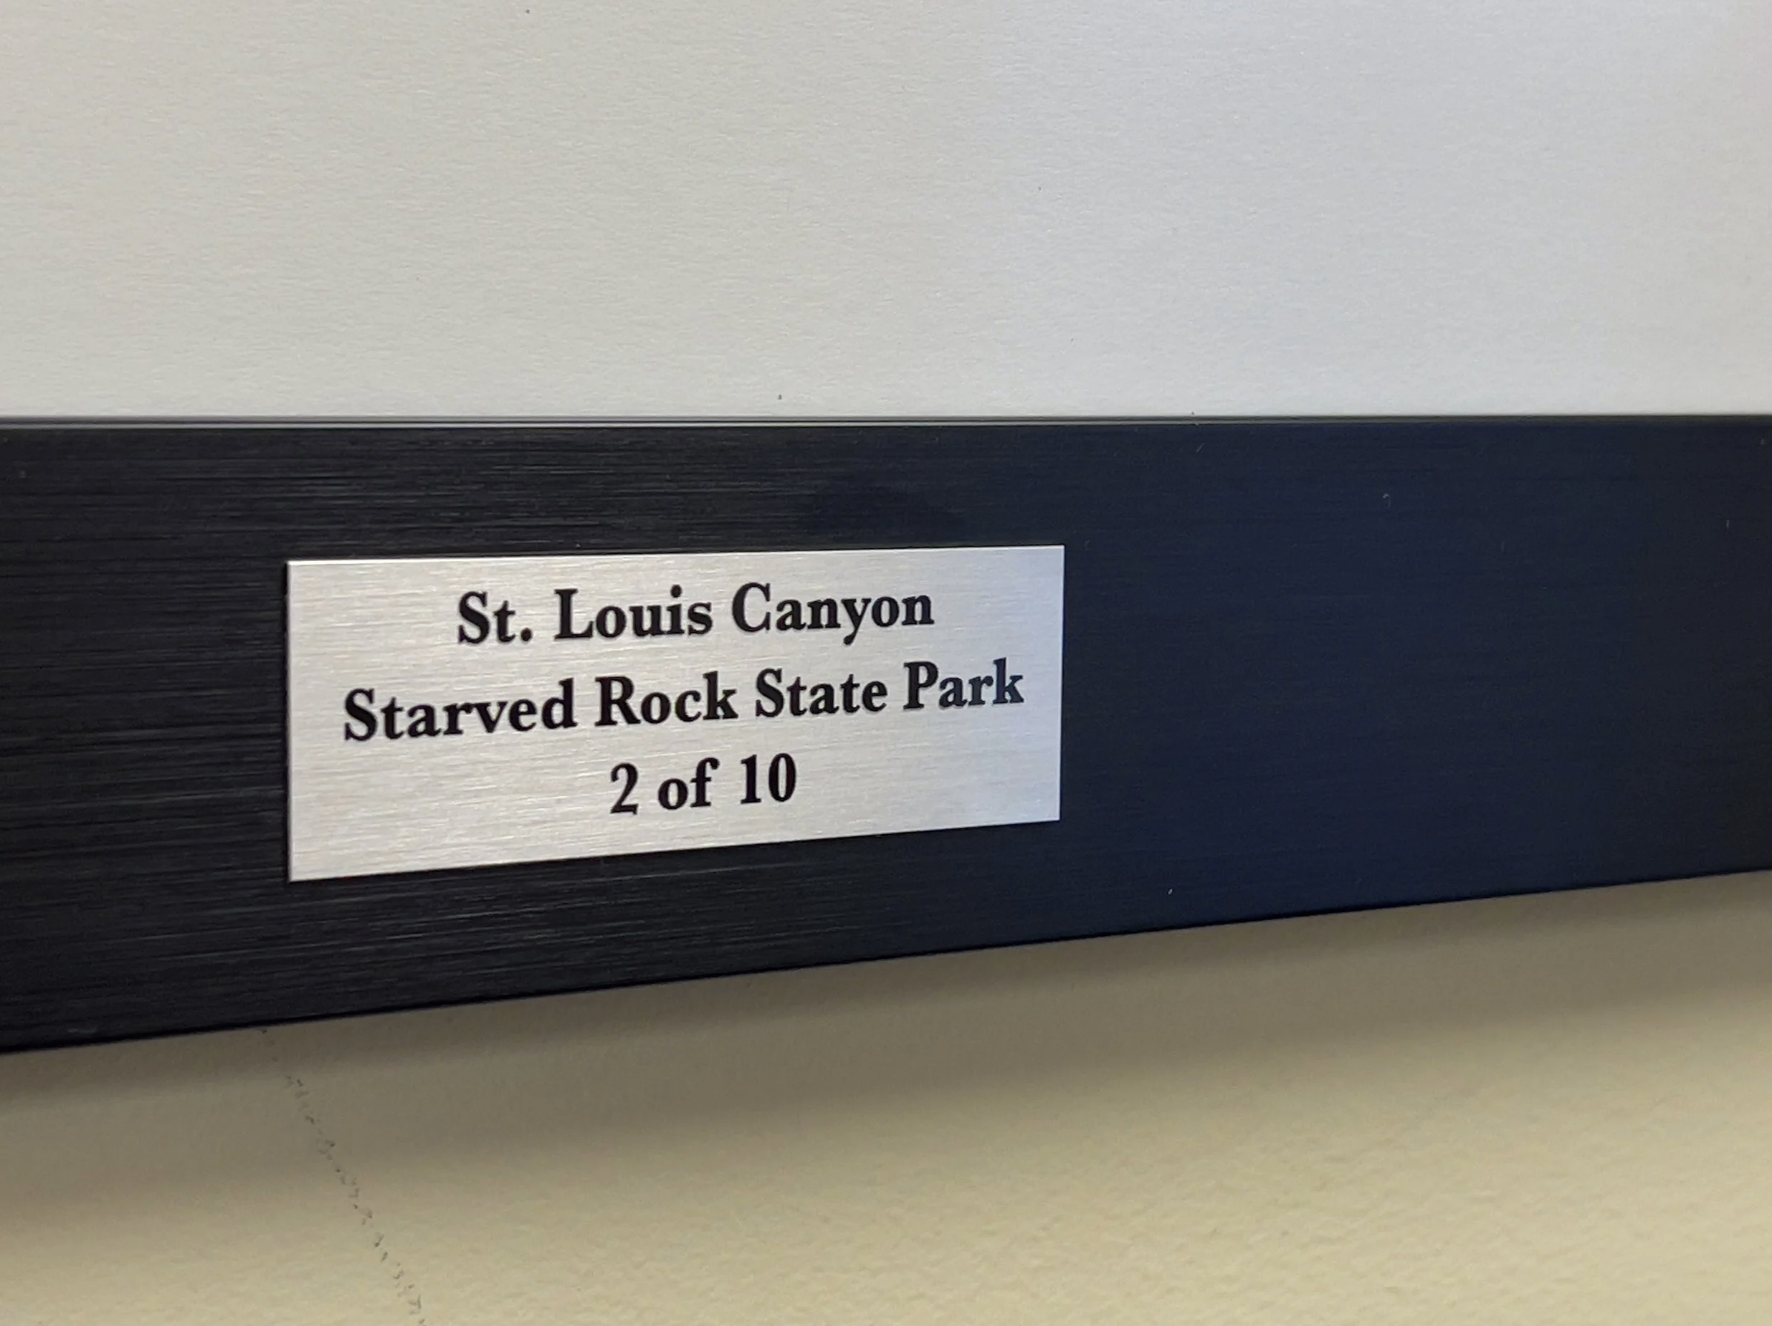 St. Louis Canyon
Starved Rock State Park
2 of 10